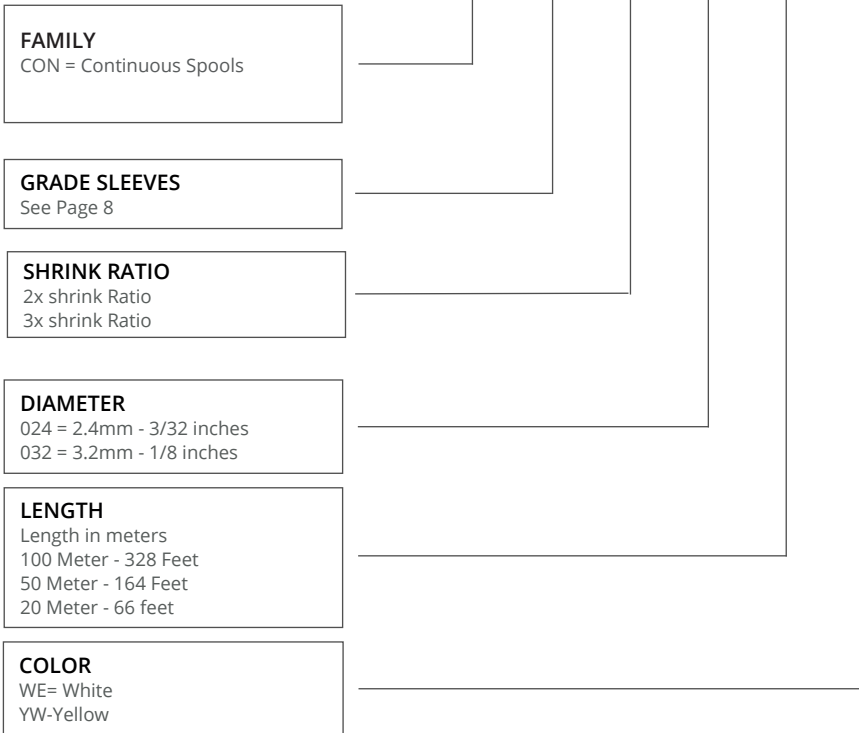 FAMILY
CON = Continuous Spools
GRADE SLEEVES
See Page 8
SHRINK RATIO
2x shrink Ratio
3x shrink Ratio
DIAMETER
024 = 2.4mm - 3/32 inches
032 = 3.2mm - 1/8 inches
LENGTH
Length in meters
100 Meter - 328 Feet
50 Meter - 164 Feet
20 Meter - 66 feet
COLOR
WE= White
YW-Yellow